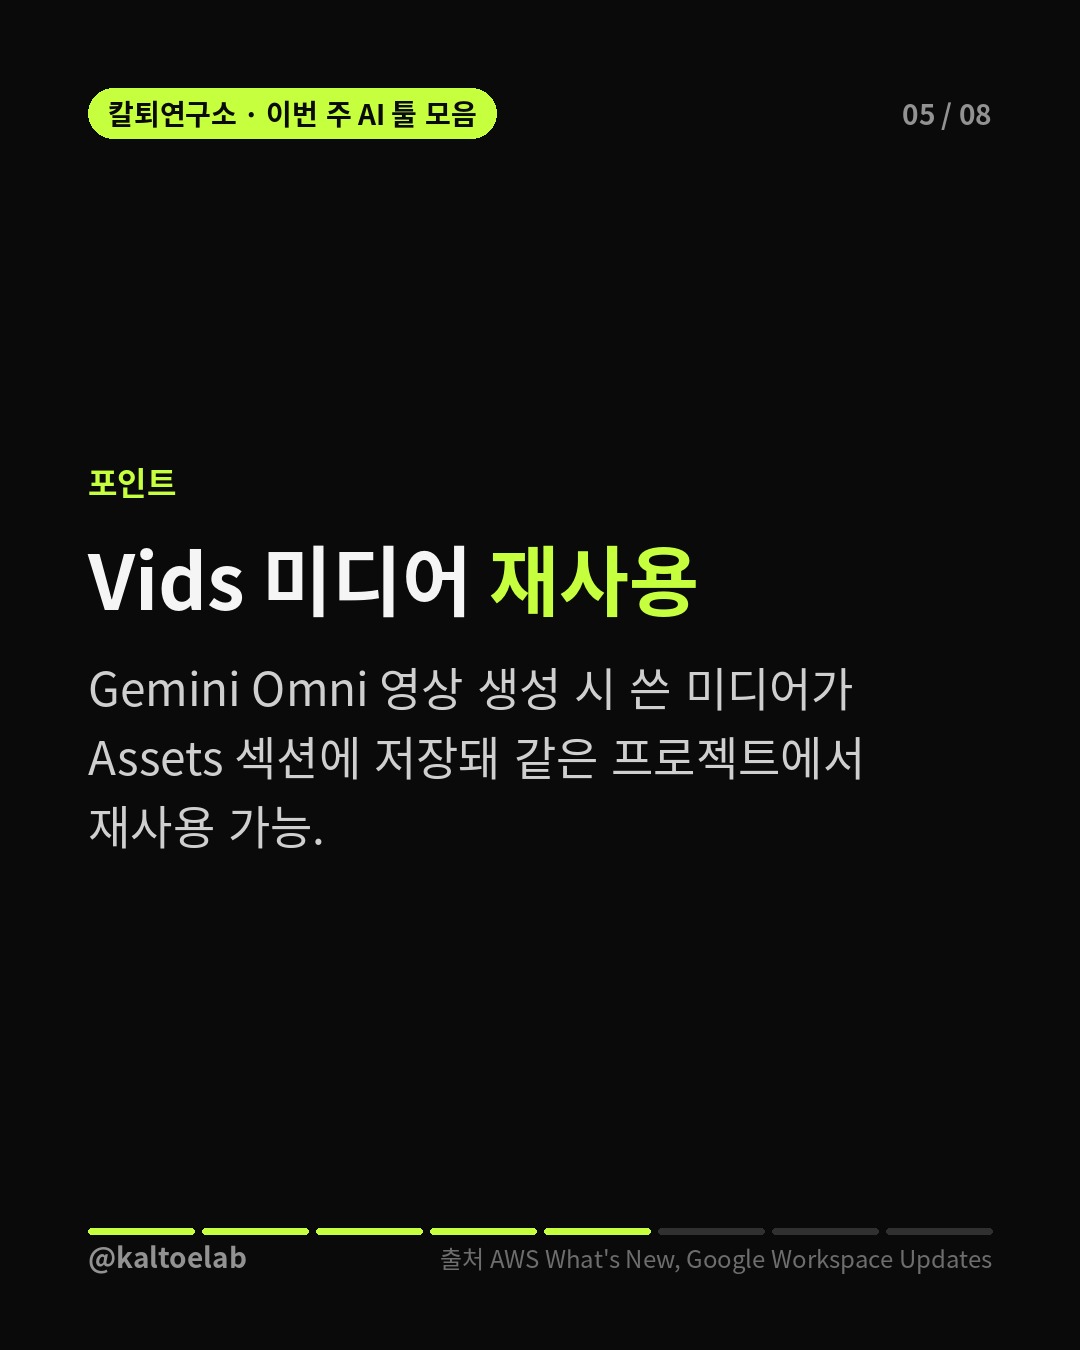 칼퇴연구소 · 이번 주 AI 툴 모음
05 / 08
포인트
Vids 미디어 재사용
Gemini Omni 영상 생성 시 쓴 미디어가
Assets 섹션에 저장돼 같은 프로젝트에서
재사용 가능.
@kaltoelab
출처 AWS What's New, Google Workspace Updates